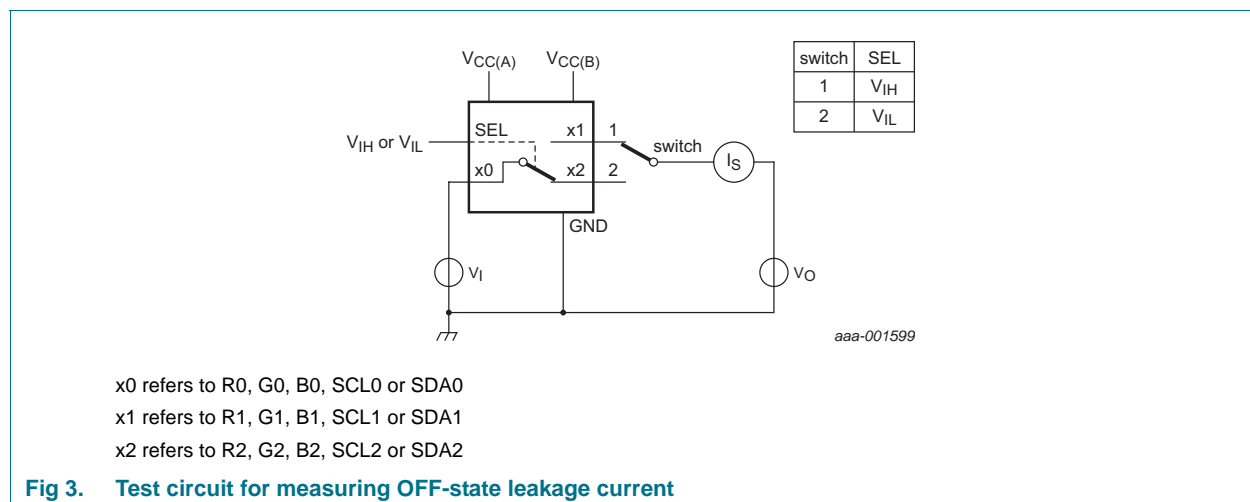 VCC(A) VCC(B)
switch SEL
1 VIH
2 VIL
VIH or VIL
SEL
x1 1
switch
IS
x0
x2 2
GND
VI
VO
aaa-001599
x0 refers to R0, G0, B0, SCL0 or SDA0
x1 refers to R1, G1, B1, SCL1 or SDA1
x2 refers to R2, G2, B2, SCL2 or SDA2
Fig 3. Test circuit for measuring OFF-state leakage current